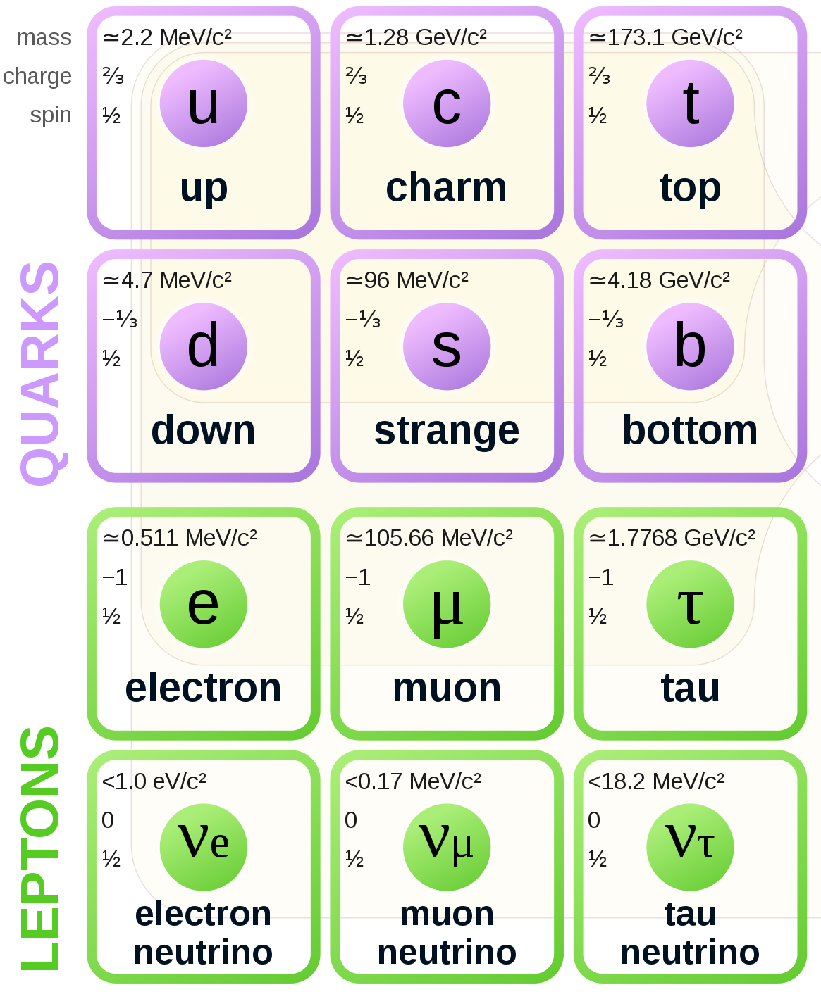 mass
charge
spin
≃2.2 MeV/c²
⅔
½
u
up
≃1.28 GeV/c²
⅔
½
c
charm
≃173.1 GeV/c²
⅔
½
t
top
QUARKS
≃4.7 MeV/c²
−⅓
½
d
down
≃96 MeV/c²
−⅓
½
s
strange
≃4.18 GeV/c²
−⅓
½
b
bottom
LEPTONS
≃0.511 MeV/c²
−1
½
e
electron
≃105.66 MeV/c²
−1
½
μ
muon
≃1.7768 GeV/c²
−1
½
τ
tau
<1.0 eV/c²
0
½
νe
electron
neutrino
<0.17 MeV/c²
0
½
νμ
muon
neutrino
<18.2 MeV/c²
0
½
ντ
tau
neutrino